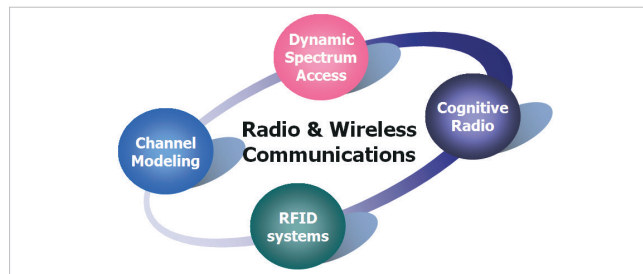 Dynamic
Spectrum
Access
Cognitive
Radio
Radio & Wireless
Communications
Channel
Modeling
RFID
systems